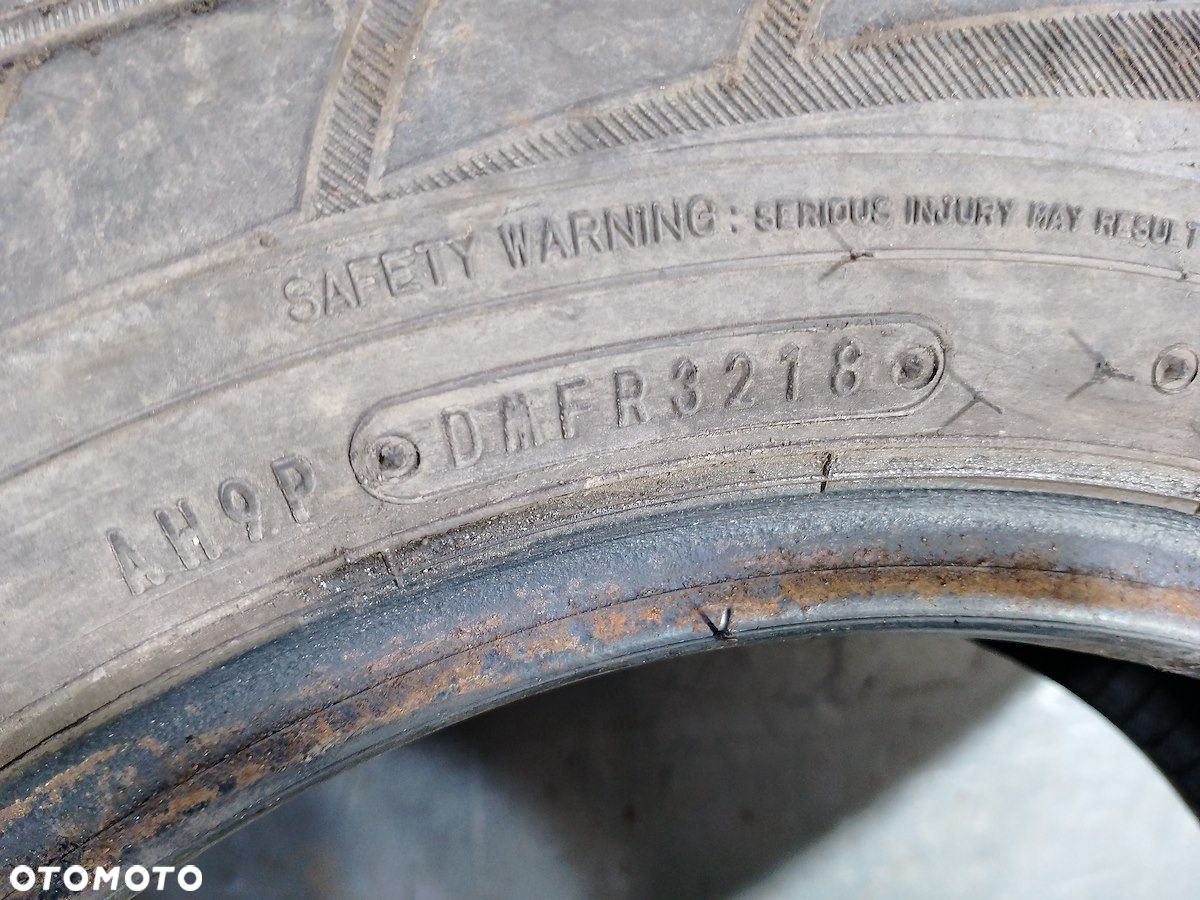 SAFETY WARNING: SERIOUS INJURY MAY RESULT
AH9P DMFR3218
OTOMOTO